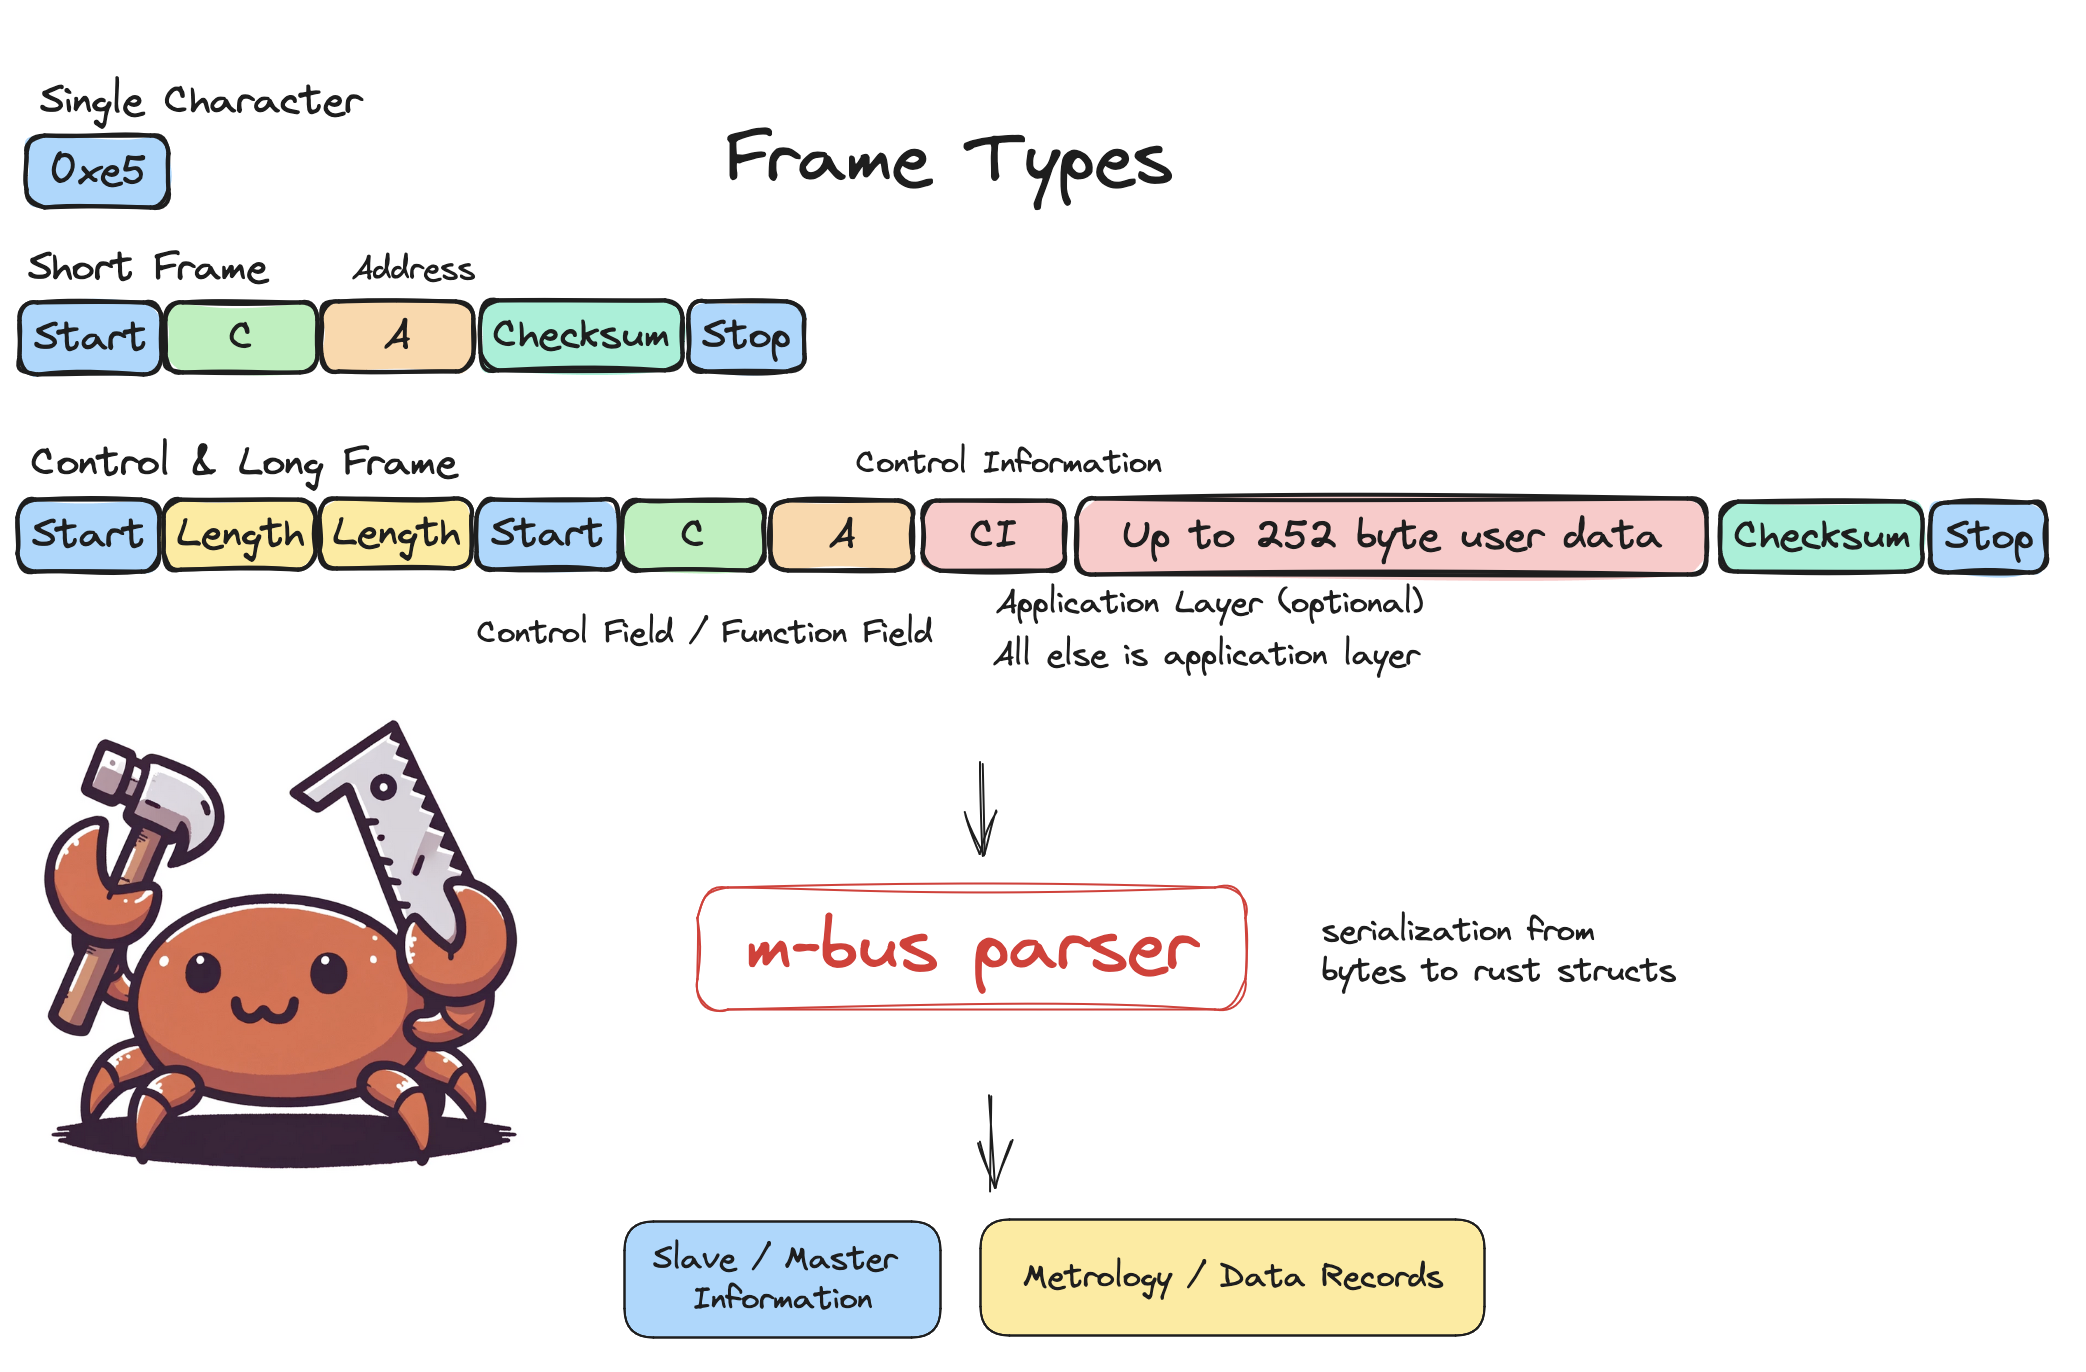 Single Character
0xe5
Frame Types
Short Frame
Address
Start C A Checksum Stop
Control & Long Frame
Control Information
Start Length Length Start C A CI Up to 252 byte user data Checksum Stop
Control Field / Function Field
Application Layer (optional)
All else is application layer
m-bus parser
serialization from
bytes to rust structs
Slave / Master
Information
Metrology / Data Records